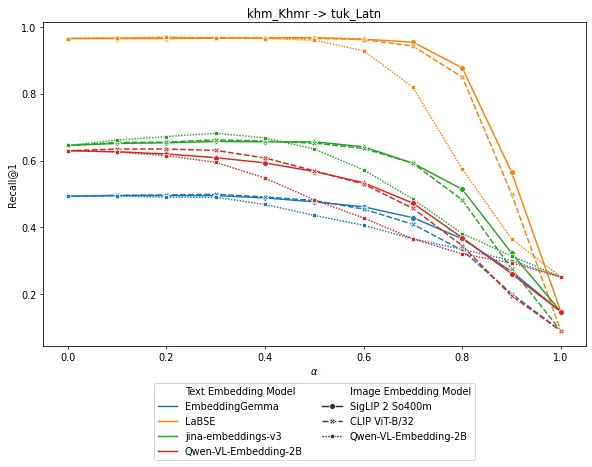 khm_Khmr -> tuk_Latn
Recall@1
1.0
0.8
0.6
0.4
0.2
0.0 0.2 0.4 0.6 0.8 1.0
α
Text Embedding Model Image Embedding Model
EmbeddingGemma SigLIP 2 So400m
LaBSE CLIP ViT-B/32
jina-embeddings-v3 Qwen-VL-Embedding-2B
Qwen-VL-Embedding-2B